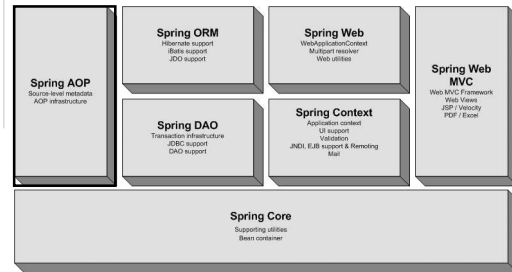 Spring AOP
Source-level metadata
AOP infrastructure
Spring ORM
Hibernate support
iBatis support
JDO support
Spring Web
WebApplicationContext
Multipart resolver
Web utilities
Spring Web
MVC
Web MVC Framework
Web Views
JSP / Velocity
PDF / Excel
Spring DAO
Transaction infrastructure
JDBC support
DAO support
Spring Context
Application context
UI support
Validation
JNDI, EJB support & Remoting
Mail
Spring Core
Supporting utilities
Bean container